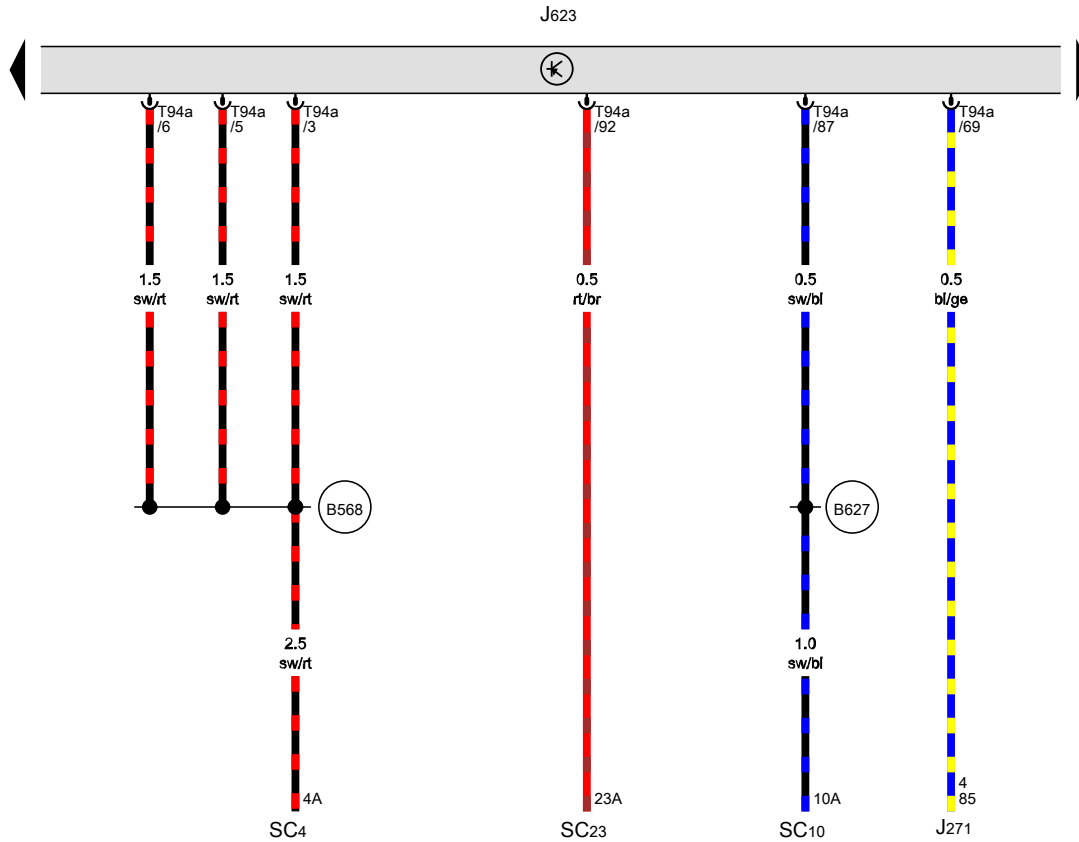 J623
T94a
/6
T94a
/5
T94a
/3
T94a
/92
T94a
/87
T94a
/69
1.5
sw/rt
1.5
sw/rt
1.5
sw/rt
0.5
rt/br
0.5
sw/bl
0.5
bl/ge
B568
B627
2.5
sw/rt
1.0
sw/bl
4A
23A
10A
4
85
SC4
SC23
SC10
J271